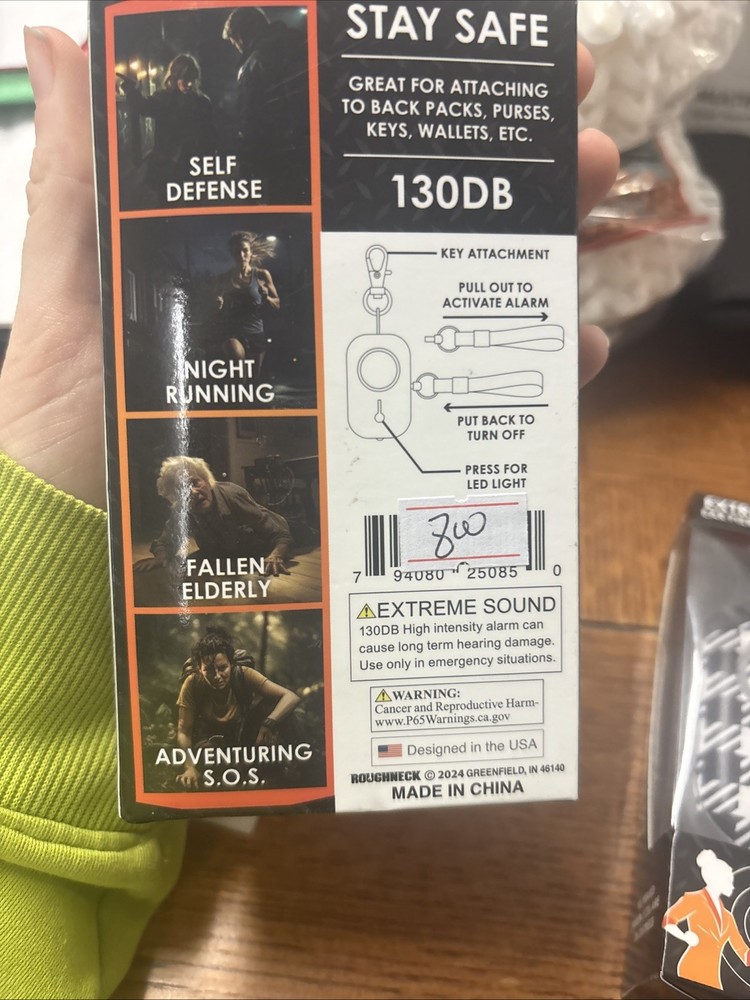 SELF
DEFENSE
NIGHT
RUNNING
FALLEN
ELDERLY
ADVENTURING
S.O.S.
STAY SAFE
GREAT FOR ATTACHING
TO BACK PACKS, PURSES,
KEYS, WALLETS, ETC.
130DB
KEY ATTACHMENT
PULL OUT TO
ACTIVATE ALARM
PUT BACK TO
TURN OFF
PRESS FOR
LED LIGHT
800
7 94080 25085 0
⚠EXTREME SOUND
130DB High intensity alarm can
cause long term hearing damage.
Use only in emergency situations.
⚠WARNING:
Cancer and Reproductive Harm-
www.P65Warnings.ca.gov
Designed in the USA
ROUGHNECK © 2024 GREENFIELD, IN 46140
MADE IN CHINA